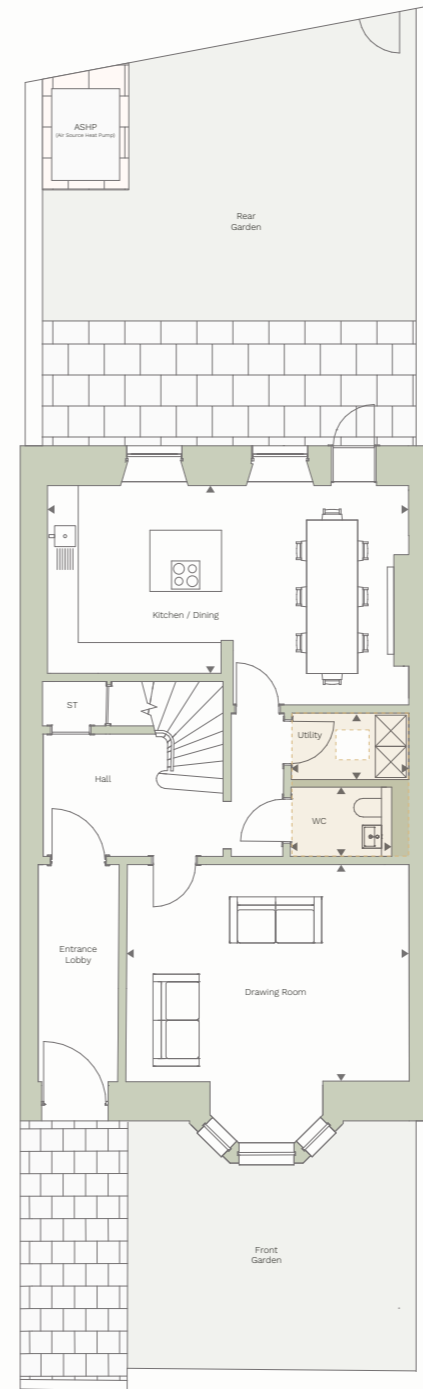 ASHP
(Air Source Heat Pump)
Rear
Garden
Kitchen / Dining
ST
Utility
Hall
WC
Entrance
Lobby
Drawing Room
Front
Garden